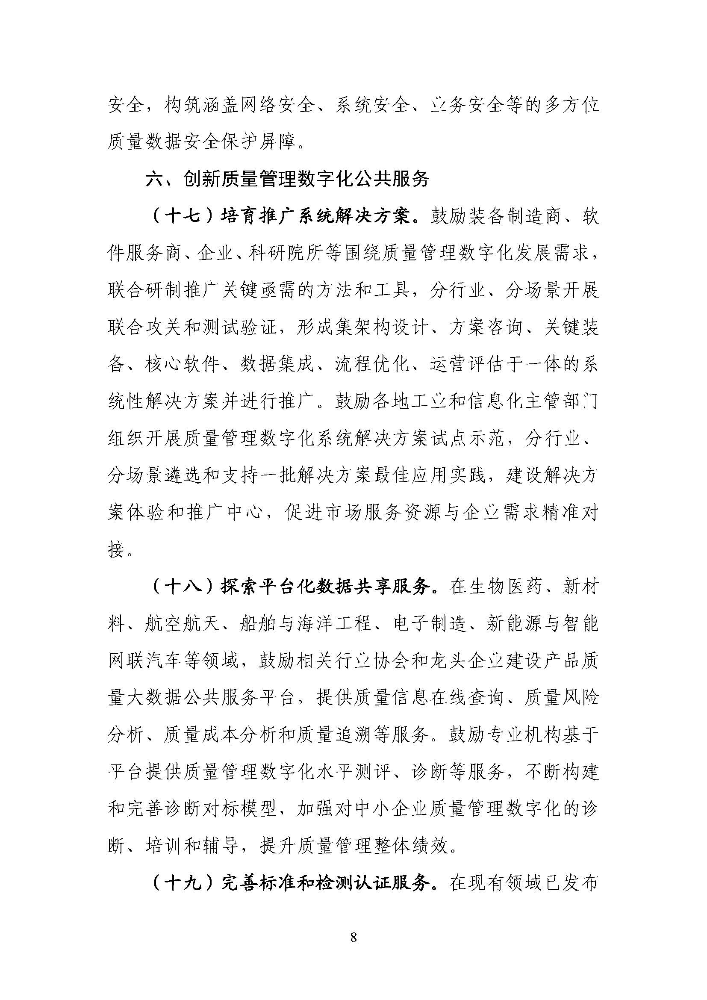 安全，构筑涵盖网络安全、系统安全、业务安全等的多方位
质量数据安全保护屏障。
六、创新质量管理数字化公共服务
（十七）培育推广系统解决方案。鼓励装备制造商、软
件服务商、企业、科研院所等围绕质量管理数字化发展需求，
联合研制推广关键亟需的方法和工具，分行业、分场景开展
联合攻关和测试验证，形成集架构设计、方案咨询、关键装
备、核心软件、数据集成、流程优化、运营评估于一体的系
统性解决方案并进行推广。鼓励各地工业和信息化主管部门
组织开展质量管理数字化系统解决方案试点示范，分行业、
分场景遴选和支持一批解决方案最佳应用实践，建设解决方
案体验和推广中心，促进市场服务资源与企业需求精准对
接。
（十八）探索平台化数据共享服务。在生物医药、新材
料、航空航天、船舶与海洋工程、电子制造、新能源与智能
网联汽车等领域，鼓励相关行业协会和龙头企业建设产品质
量大数据公共服务平台，提供质量信息在线查询、质量风险
分析、质量成本分析和质量追溯等服务。鼓励专业机构基于
平台提供质量管理数字化水平测评、诊断等服务，不断构建
和完善诊断对标模型，加强对中小企业质量管理数字化的诊
断、培训和辅导，提升质量管理整体绩效。
（十九）完善标准和检测认证服务。在现有领域已发布
8